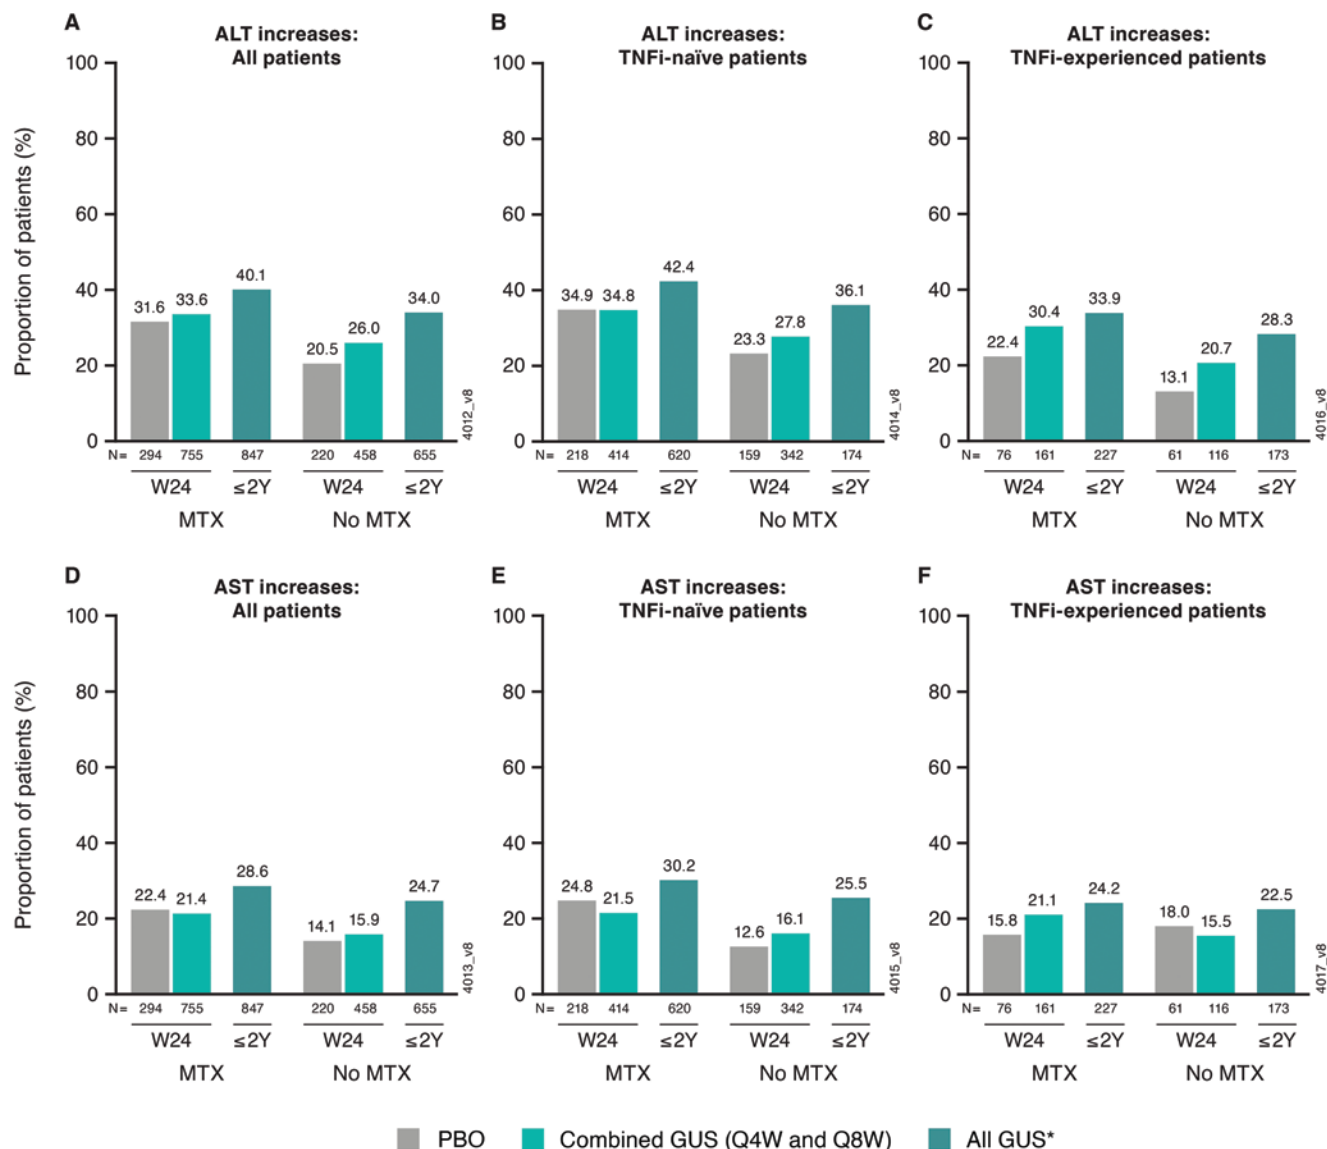 A
ALT increases:
All patients
Proportion of patients (%)
100
80
60
40
20
0
31.6
33.6
40.1
20.5
26.0
34.0
4012_v8
N= 294 755 847 220 458 655
W24 ≤2Y W24 ≤2Y
MTX No MTX
B
ALT increases:
TNFi-naïve patients
100
80
60
40
20
0
34.9
34.8
42.4
23.3
27.8
36.1
4014_v8
N= 218 414 620 159 342 174
W24 ≤2Y W24 ≤2Y
MTX No MTX
C
ALT increases:
TNFi-experienced patients
100
80
60
40
20
0
22.4
30.4
33.9
13.1
20.7
28.3
4016_v8
N= 76 161 227 61 116 173
W24 ≤2Y W24 ≤2Y
MTX No MTX
D
AST increases:
All patients
Proportion of patients (%)
100
80
60
40
20
0
22.4
21.4
28.6
14.1
15.9
24.7
4013_v8
N= 294 755 847 220 458 655
W24 ≤2Y W24 ≤2Y
MTX No MTX
E
AST increases:
TNFi-naïve patients
100
80
60
40
20
0
24.8
21.5
30.2
12.6
16.1
25.5
4015_v8
N= 218 414 620 159 342 174
W24 ≤2Y W24 ≤2Y
MTX No MTX
F
AST increases:
TNFi-experienced patients
100
80
60
40
20
0
15.8
21.1
24.2
18.0
15.5
22.5
4017_v8
N= 76 161 227 61 116 173
W24 ≤2Y W24 ≤2Y
MTX No MTX
PBO Combined GUS (Q4W and Q8W) All GUS*